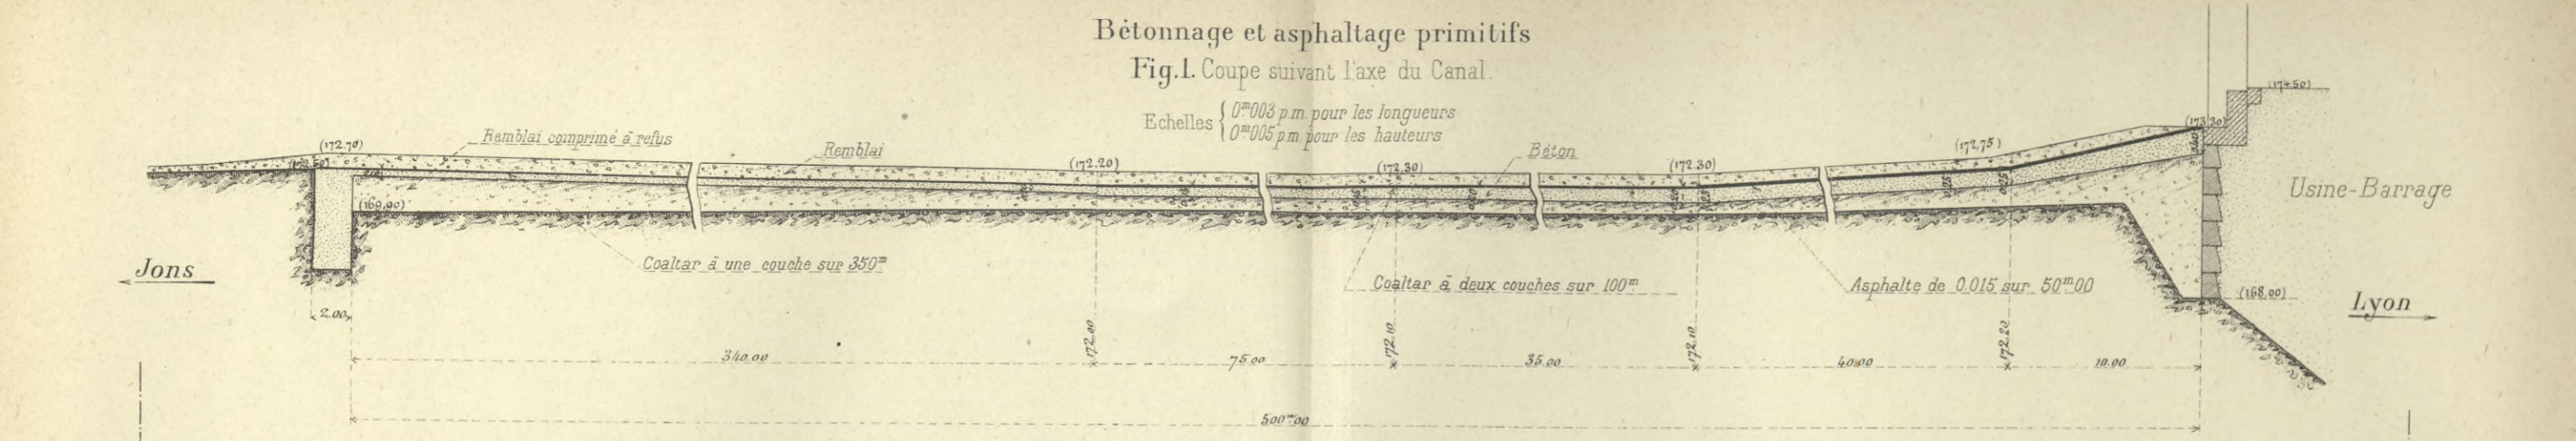 Bétonnage et asphaltage primitifs
Fig.1. Coupe suivant l'axe du Canal.
Echelles { 0m003 p.m. pour les longueurs
0m005 p.m. pour les hauteurs
(174.50)
(173.30)
(172.70)
Remblai comprimé à refus
Remblai
(172.20)
(172.30)
Béton
(172.30)
(172,75)
(172.50)
Usine-Barrage
(169,90)
Jons
Coaltar à une couche sur 350m
Coaltar à deux couches sur 100m
Asphalte de 0.015 sur 50m00
(168.00)
Lyon
2.00
172.00
172.10
172.10
172.20
340.00
75.00
35.00
40.00
10.00
500m00